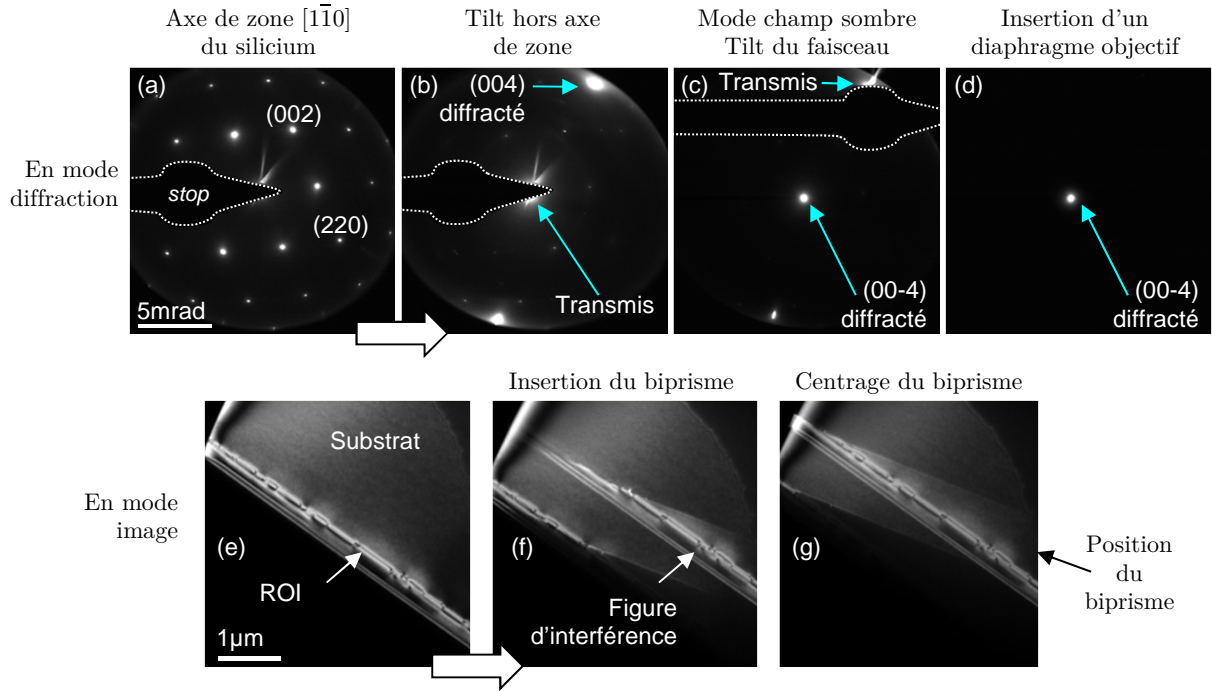 Axe de zone [11̅0]
du silicium
Tilt hors axe
de zone
Mode champ sombre
Tilt du faisceau
Insertion d'un
diaphragme objectif
En mode
diffraction
(a)
(002)
stop
(220)
5mrad
(b)
(004)
diffracté
Transmis
(c)
Transmis
(00-4)
diffracté
(d)
(00-4)
diffracté
Insertion du biprisme
Centrage du biprisme
En mode
image
Substrat
(e)
ROI
1µm
(f)
Figure
d'interférence
(g)
Position
du
biprisme